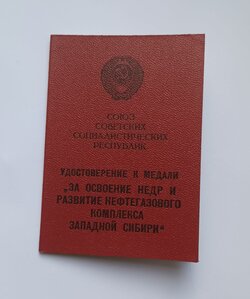 СОЮЗ
СОВЕТСКИХ
СОЦИАЛИСТИЧЕСКИХ
РЕСПУБЛИК
УДОСТОВЕРЕНИЕ К МЕДАЛИ
„ЗА ОСВОЕНИЕ НЕДР И
РАЗВИТИЕ НЕФТЕГАЗОВОГО
КОМПЛЕКСА
ЗАПАДНОЙ СИБИРИ“